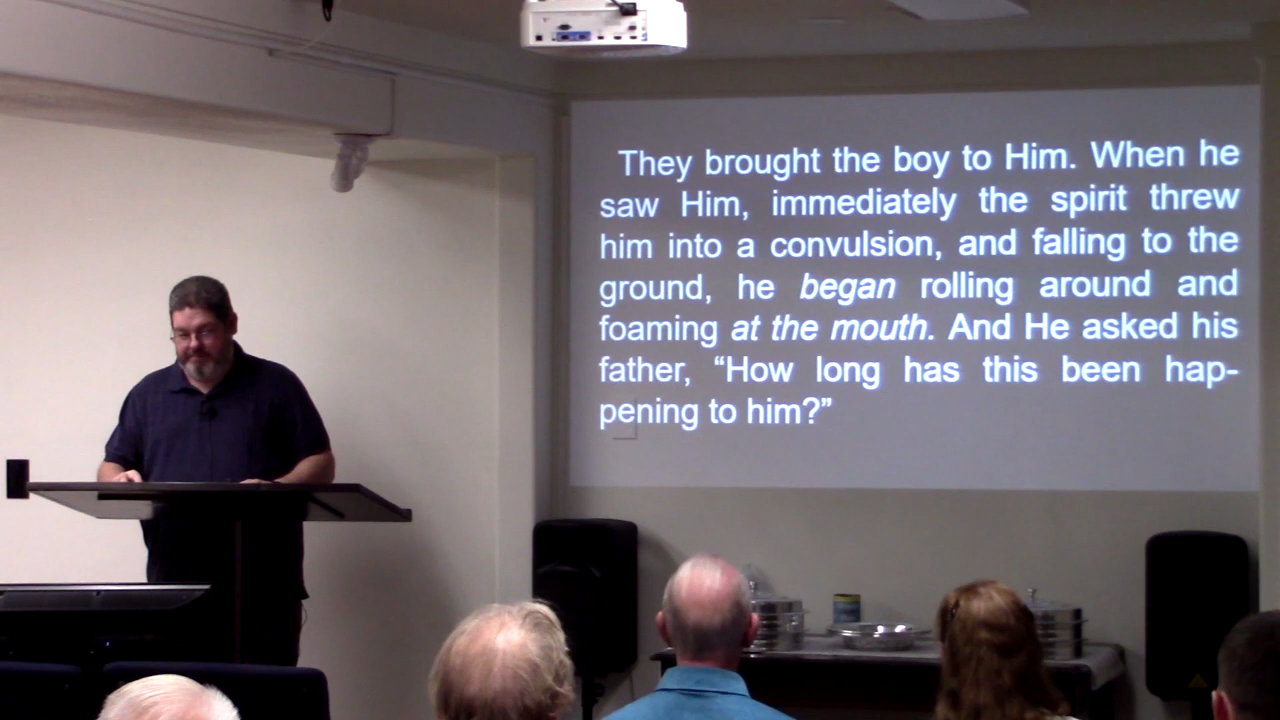 They brought the boy to Him. When he
saw Him, immediately the spirit threw
him into a convulsion, and falling to the
ground, he began rolling around and
foaming at the mouth. And He asked his
father, “How long has this been hap-
pening to him?”